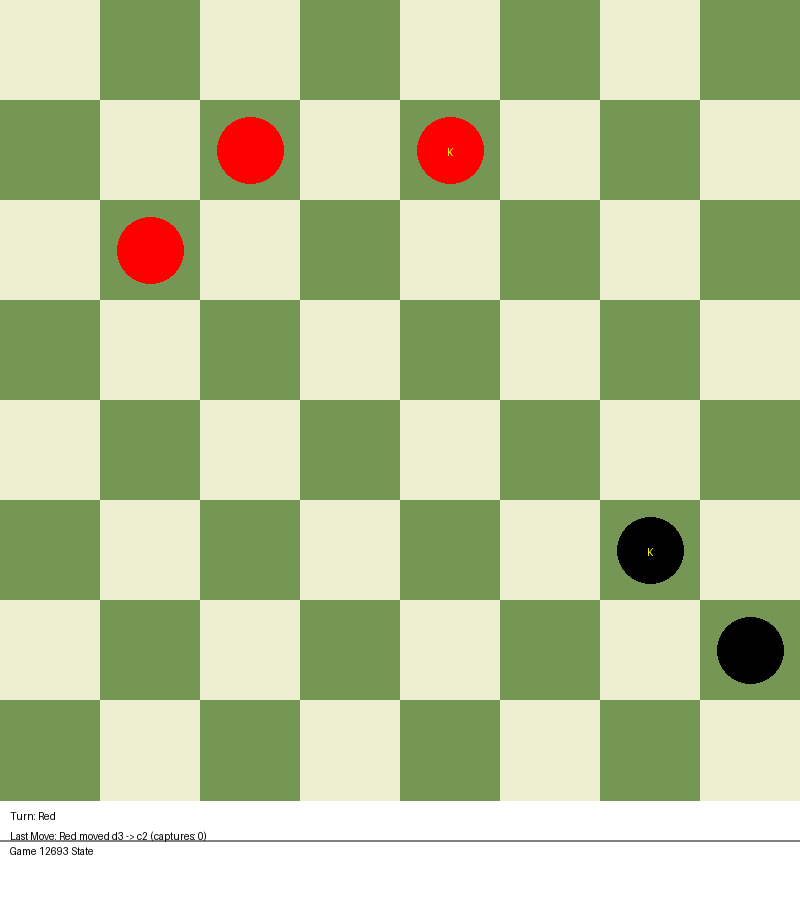 K
K
Turn: Red
Last Move: Red moved d3 -> c2 (captures: 0)
Game 12693 State